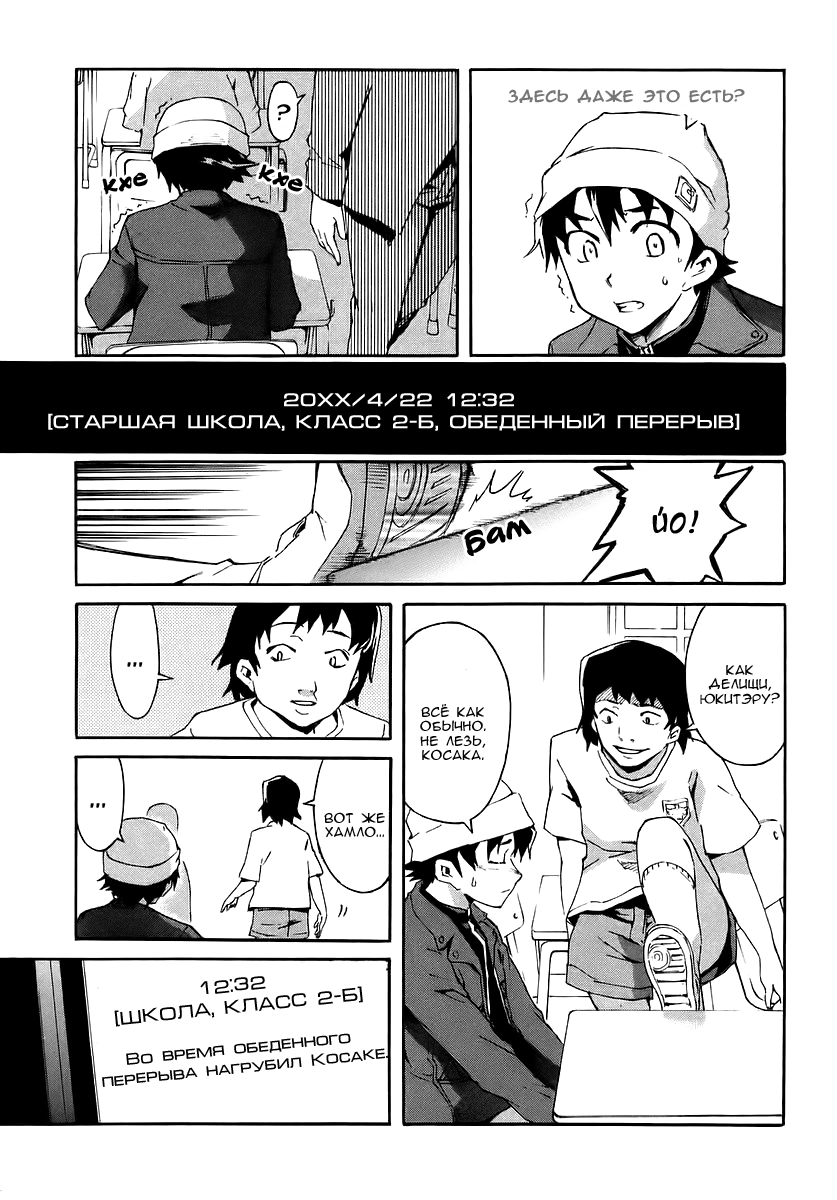 ?
КХЕ
КХЕ
ЗДЕСЬ ДАЖЕ ЭТО ЕСТЬ?
20XX/4/22 12:32
[СТАРШАЯ ШКОЛА, КЛАСС 2-Б, ОБЕДЕННЫЙ ПЕРЕРЫВ]
БАМ
ЙО!
...
ВОТ ЖЕ
ХАМЛО...
...
КАК
ДЕЛИЩИ,
ЮКИТЭРУ?
ВСЁ КАК
ОБЫЧНО.
НЕ ЛЕЗЬ,
КОСАКА.
12:32
[ШКОЛА, КЛАСС 2-Б]
ВО ВРЕМЯ ОБЕДЕННОГО
ПЕРЕРЫВА НАГРУБИЛ КОСАКЕ.